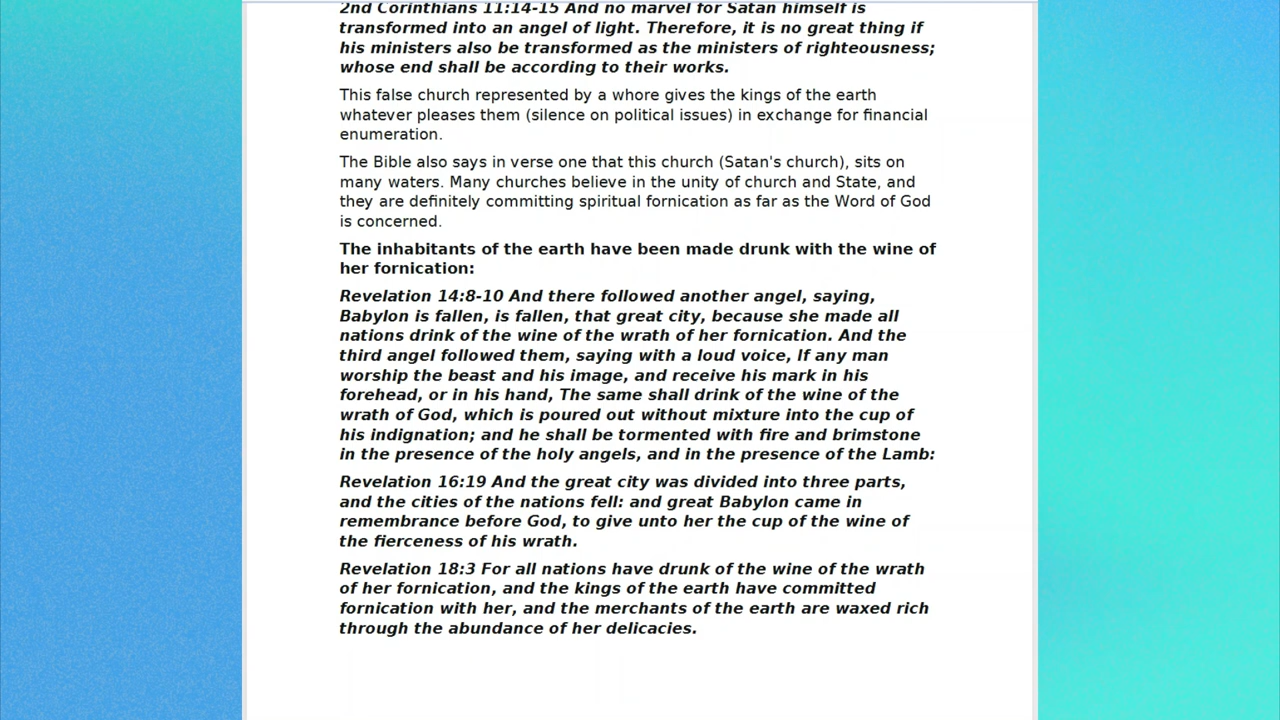 2nd Corinthians 11:14-15 And no marvel for Satan himself is
transformed into an angel of light. Therefore, it is no great thing if
his ministers also be transformed as the ministers of righteousness;
whose end shall be according to their works.
This false church represented by a whore gives the kings of the earth
whatever pleases them (silence on political issues) in exchange for financial
enumeration.
The Bible also says in verse one that this church (Satan's church), sits on
many waters. Many churches believe in the unity of church and State, and
they are definitely committing spiritual fornication as far as the Word of God
is concerned.
The inhabitants of the earth have been made drunk with the wine of
her fornication:
Revelation 14:8-10 And there followed another angel, saying,
Babylon is fallen, is fallen, that great city, because she made all
nations drink of the wine of the wrath of her fornication. And the
third angel followed them, saying with a loud voice, If any man
worship the beast and his image, and receive his mark in his
forehead, or in his hand, The same shall drink of the wine of the
wrath of God, which is poured out without mixture into the cup of
his indignation; and he shall be tormented with fire and brimstone
in the presence of the holy angels, and in the presence of the Lamb:
Revelation 16:19 And the great city was divided into three parts,
and the cities of the nations fell: and great Babylon came in
remembrance before God, to give unto her the cup of the wine of
the fierceness of his wrath.
Revelation 18:3 For all nations have drunk of the wine of the wrath
of her fornication, and the kings of the earth have committed
fornication with her, and the merchants of the earth are waxed rich
through the abundance of her delicacies.